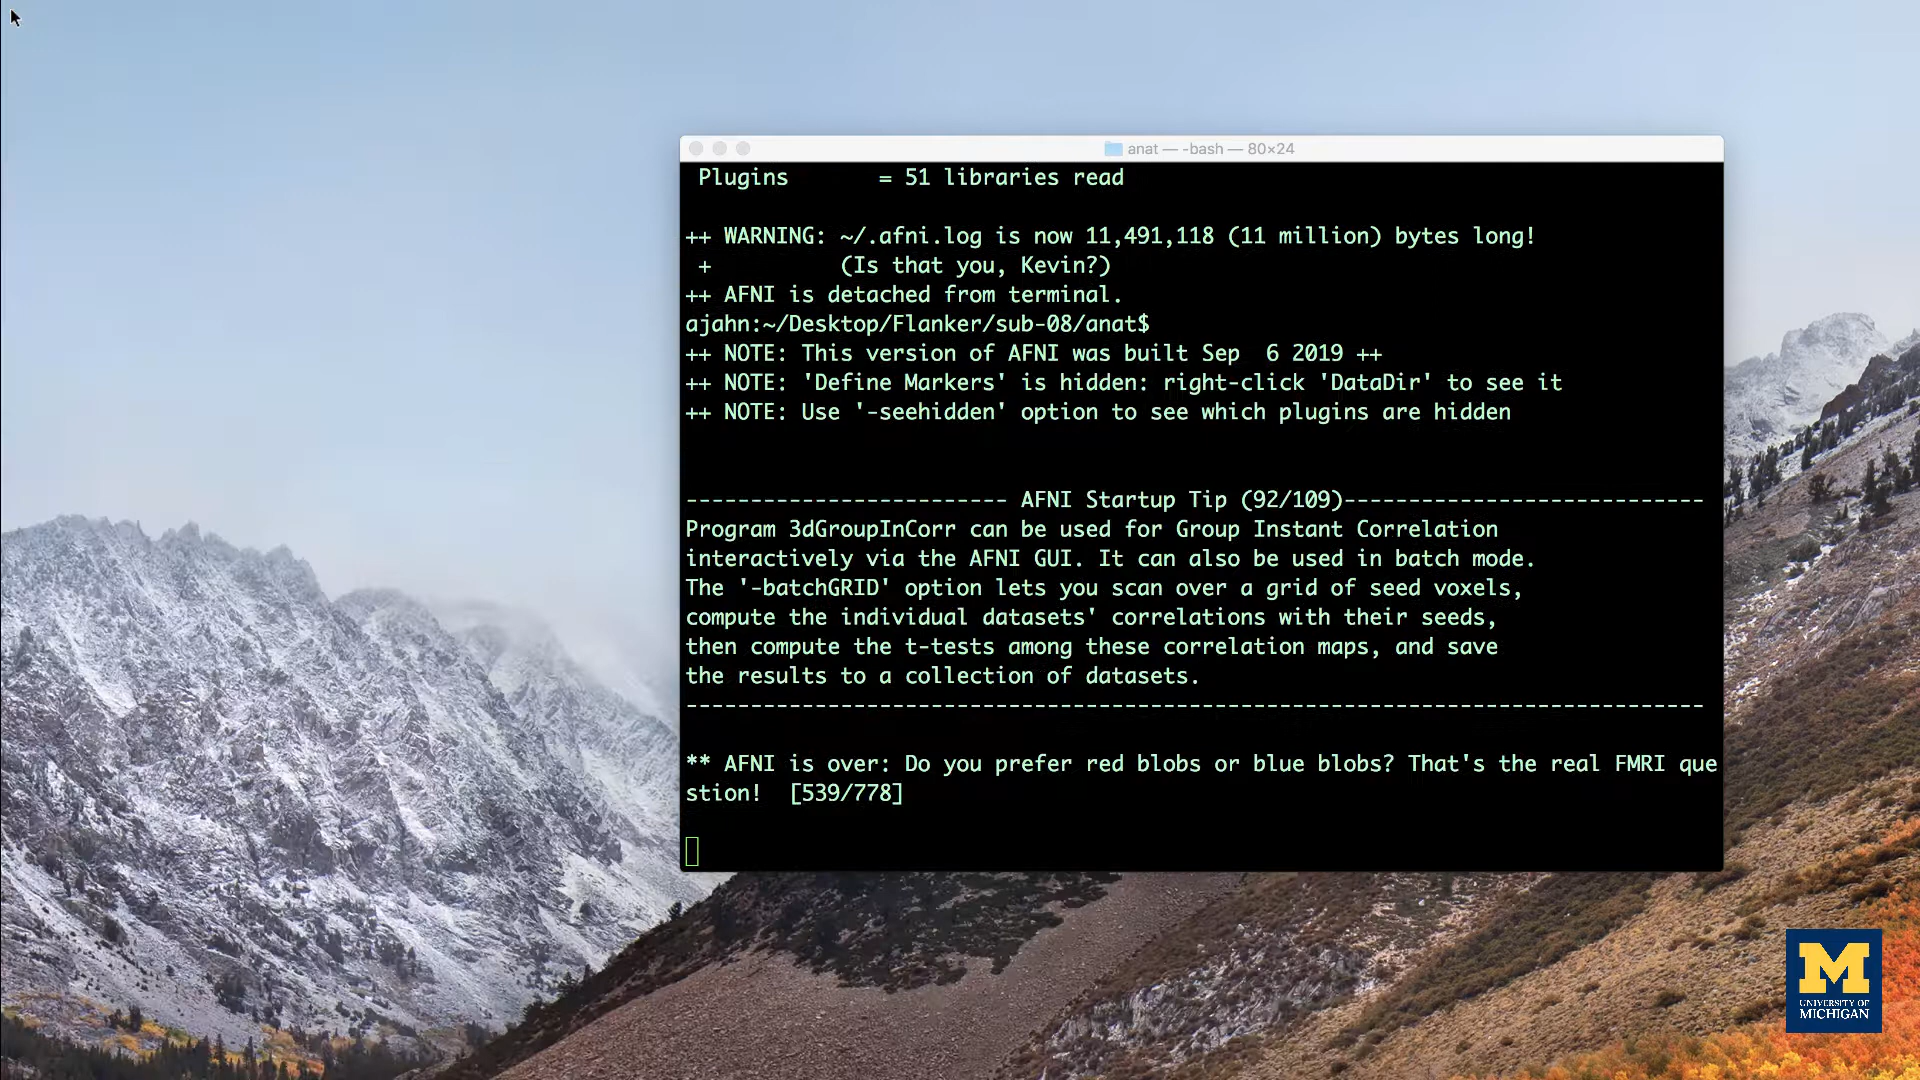 anat — -bash — 80×24
Plugins       = 51 libraries read
++ WARNING: ~/.afni.log is now 11,491,118 (11 million) bytes long!
+          (Is that you, Kevin?)
++ AFNI is detached from terminal.
ajahn:~/Desktop/Flanker/sub-08/anat$
++ NOTE: This version of AFNI was built Sep  6 2019 ++
++ NOTE: 'Define Markers' is hidden: right-click 'DataDir' to see it
++ NOTE: Use '-seehidden' option to see which plugins are hidden
------------------------- AFNI Startup Tip (92/109)----------------------------
Program 3dGroupInCorr can be used for Group Instant Correlation
interactively via the AFNI GUI. It can also be used in batch mode.
The '-batchGRID' option lets you scan over a grid of seed voxels,
compute the individual datasets' correlations with their seeds,
then compute the t-tests among these correlation maps, and save
the results to a collection of datasets.
-------------------------------------------------------------------------------
** AFNI is over: Do you prefer red blobs or blue blobs? That's the real FMRI que
stion!  [539/778]
M
UNIVERSITY OF
MICHIGAN